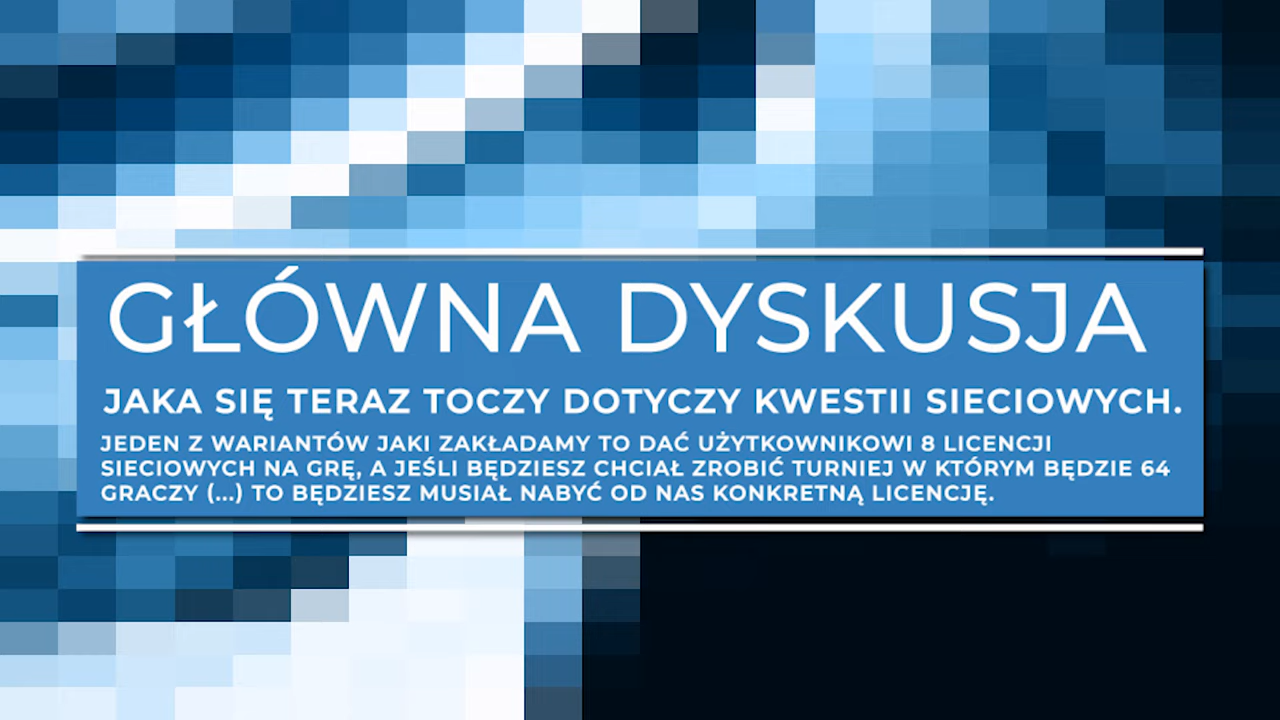 GŁÓWNA DYSKUSJA
JAKA SIĘ TERAZ TOCZY DOTYCZY KWESTII SIECIOWYCH.
JEDEN Z WARIANTÓW JAKI ZAKŁADAMY TO DAĆ UŻYTKOWNIKOWI 8 LICENCJI
SIECIOWYCH NA GRĘ, A JEŚLI BĘDZIESZ CHCIAŁ ZROBIĆ TURNIEJ W KTÓRYM BĘDZIE 64
GRACZY (...) TO BĘDZIESZ MUSIAŁ NABYĆ OD NAS KONKRETNĄ LICENCJĘ.